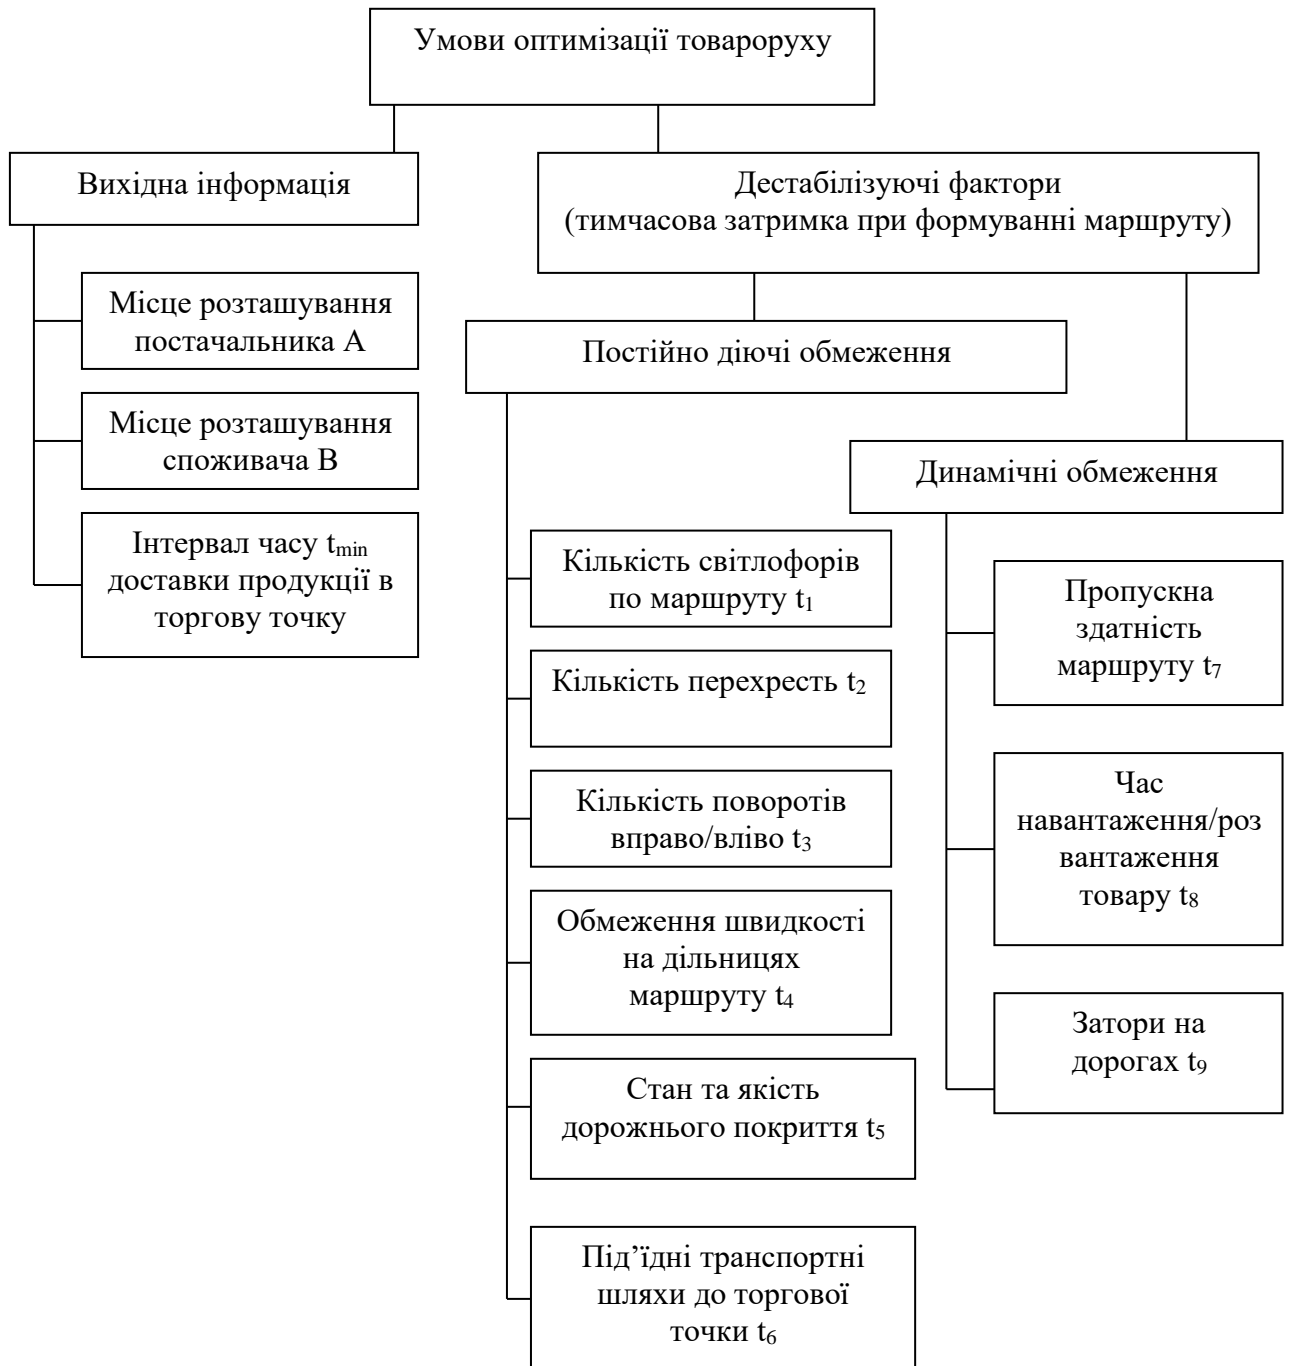 Умови оптимізації товароруху
Вихідна інформація
Дестабілізуючі фактори
(тимчасова затримка при формуванні маршруту)
Місце розташування
постачальника А
Місце розташування
споживача В
Інтервал часу tmin
доставки продукції в
торгову точку
Постійно діючі обмеження
Кількість світлофорів
по маршруту t1
Кількість перехресть t2
Кількість поворотів
вправо/вліво t3
Обмеження швидкості
на дільницях
маршруту t4
Стан та якість
дорожнього покриття t5
Під’їдні транспортні
шляхи до торгової
точки t6
Динамічні обмеження
Пропускна
здатність
маршруту t7
Час
навантаження/роз
вантаження
товару t8
Затори на
дорогах t9